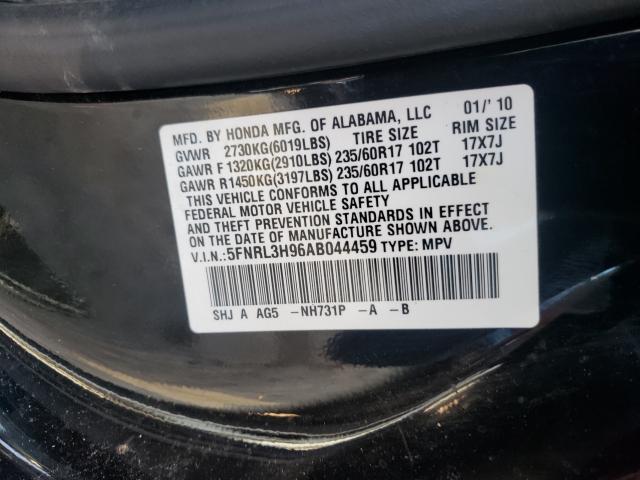 MFD. BY HONDA MFG. OF ALABAMA, LLC 01/'10
GVWR 2730KG(6019LBS) TIRE SIZE RIM SIZE
GAWR F 1320KG(2910LBS) 235/60R17 102T 17X7J
GAWR R1450KG(3197LBS) 235/60R17 102T 17X7J
THIS VEHICLE CONFORMS TO ALL APPLICABLE
FEDERAL MOTOR VEHICLE SAFETY
AND THEFT PREVENTION STANDARDS IN EFFECT
ON THE DATE OF MANUFACTURE SHOWN ABOVE.
V.I.N.:5FNRL3H96AB044459 TYPE: MPV
SHJ A AG5 -NH731P -A -B